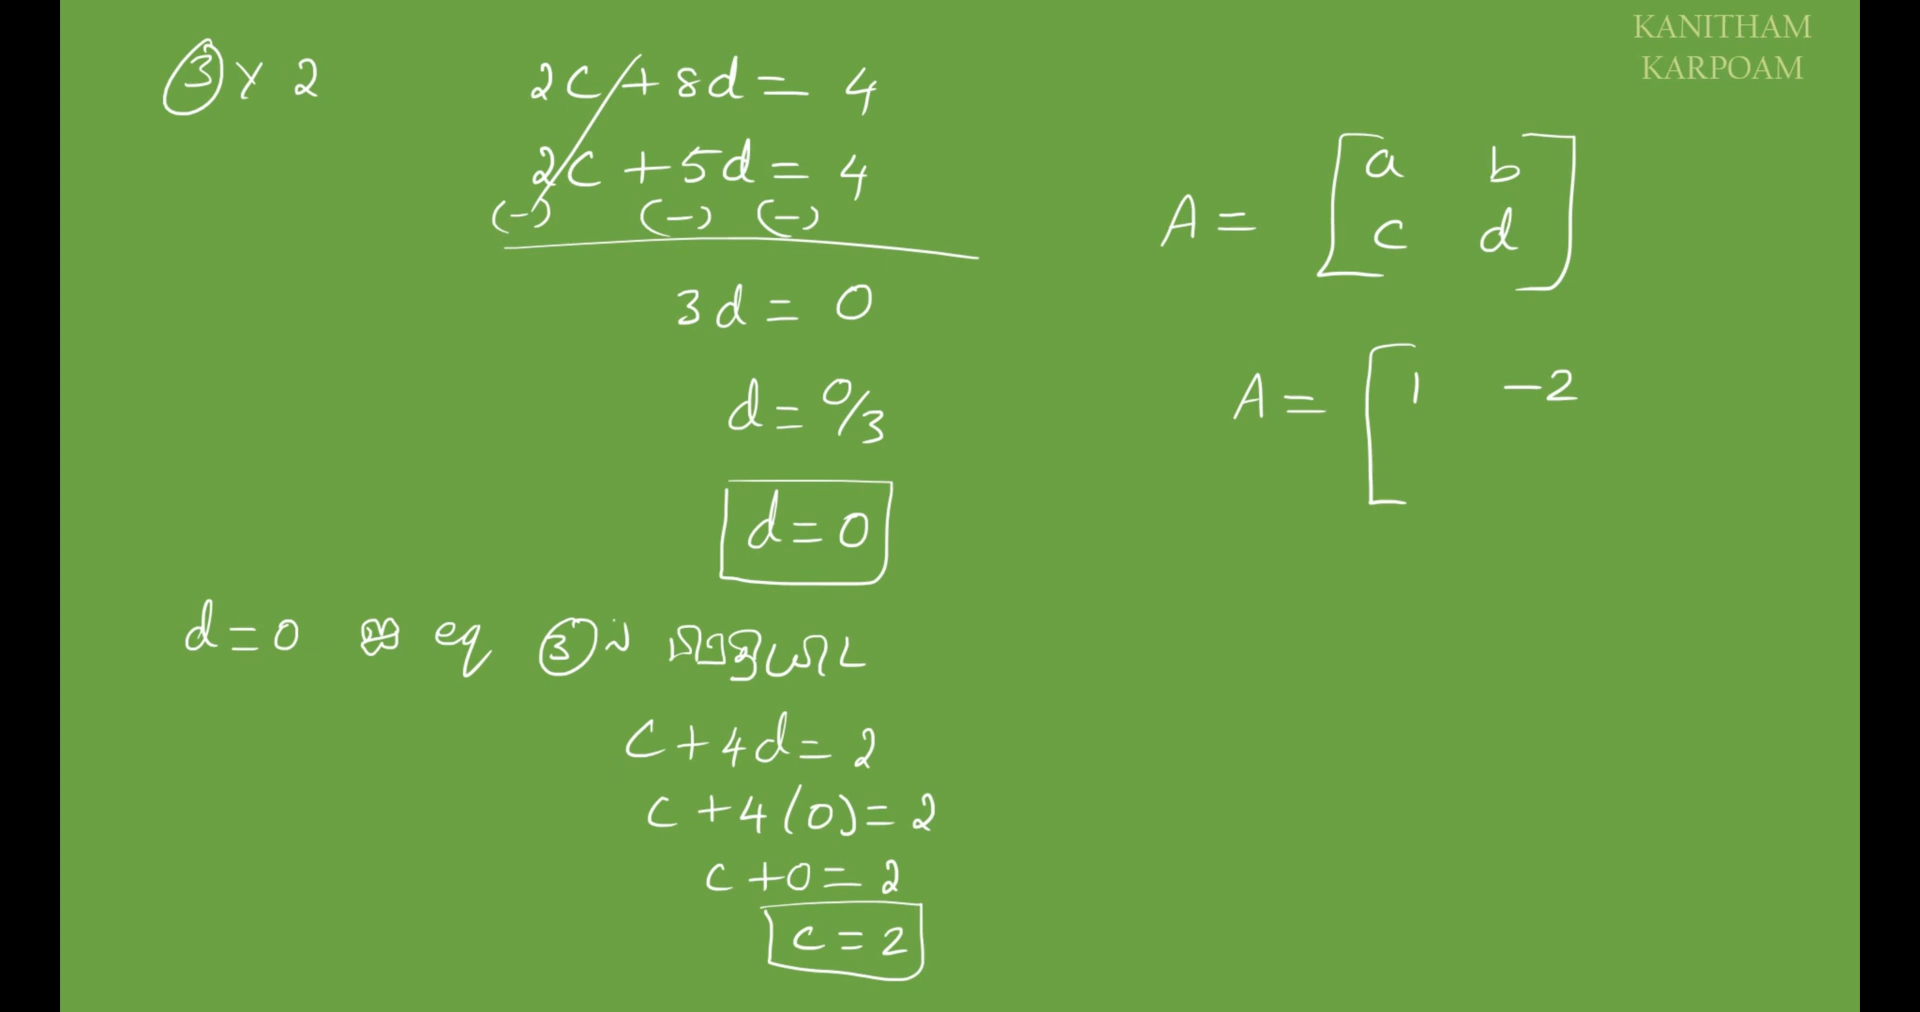 KANITHAM
KARPOAM
③ × 2
2c + 8d = 4
2c + 5d = 4
(-) (-) (-)
3d = 0
d = 0/3
d = 0
d = 0 eq ③
c + 4d = 2
c + 4(0) = 2
c + 0 = 2
c = 2
A = [ a b
c d ]
A = [ 1 -2